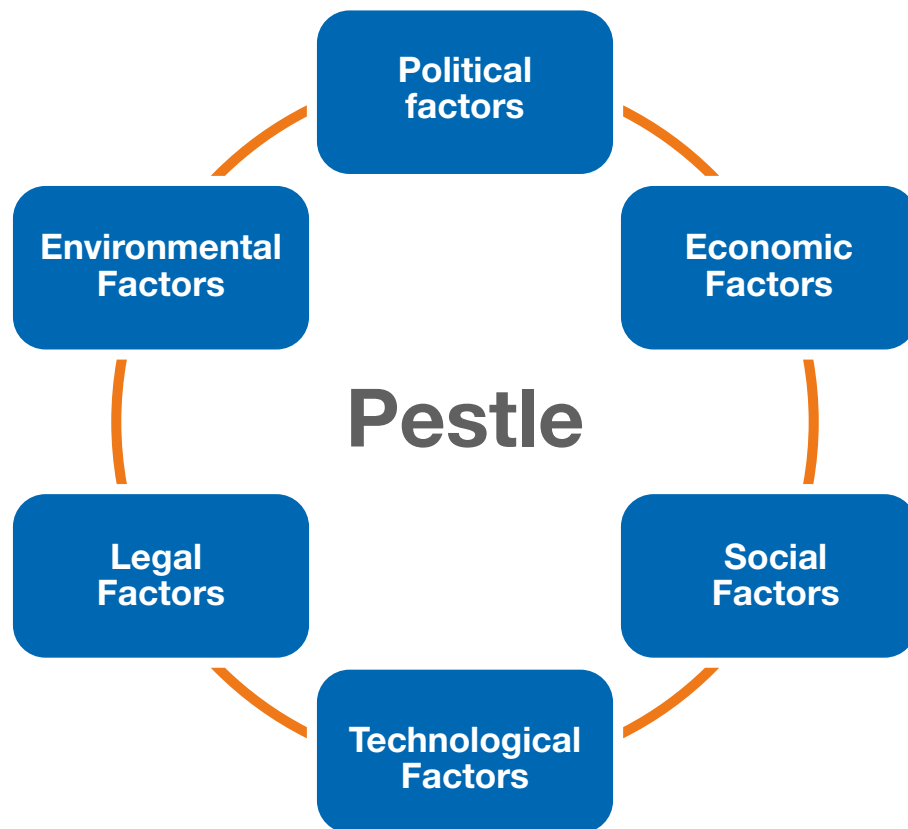 Political
factors
Economic
Factors
Social
Factors
Technological
Factors
Legal
Factors
Environmental
Factors
Pestle